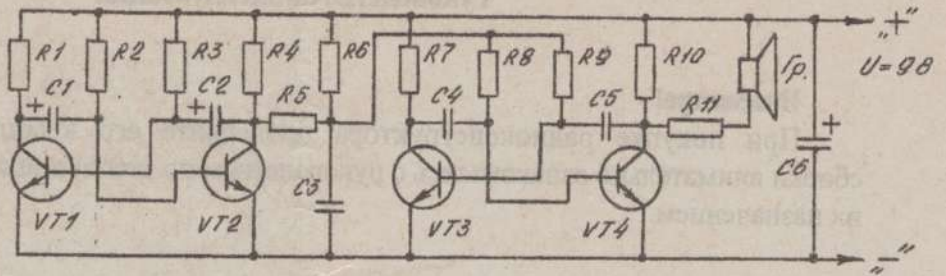 „+"
R1 R2 R3 R4 R6 R7 R8 R9 R10 Гр.
U=9В
C1 C2 R5 C4 C5 R11
+ + +
C3 C6
VT1 VT2 VT3 VT4
„—"